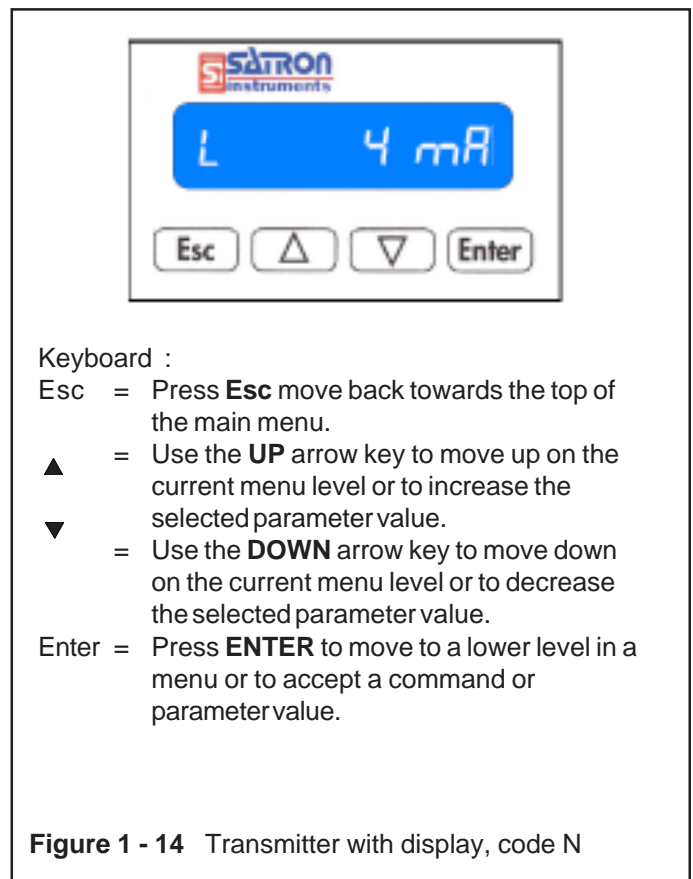 SATRON
instruments
L 4 mA
Esc △ ▽ Enter
Keyboard :
Esc = Press Esc move back towards the top of
the main menu.
▲ = Use the UP arrow key to move up on the
current menu level or to increase the
selected parameter value.
▼ = Use the DOWN arrow key to move down
on the current menu level or to decrease
the selected parameter value.
Enter = Press ENTER to move to a lower level in a
menu or to accept a command or
parameter value.
Figure 1 - 14 Transmitter with display, code N